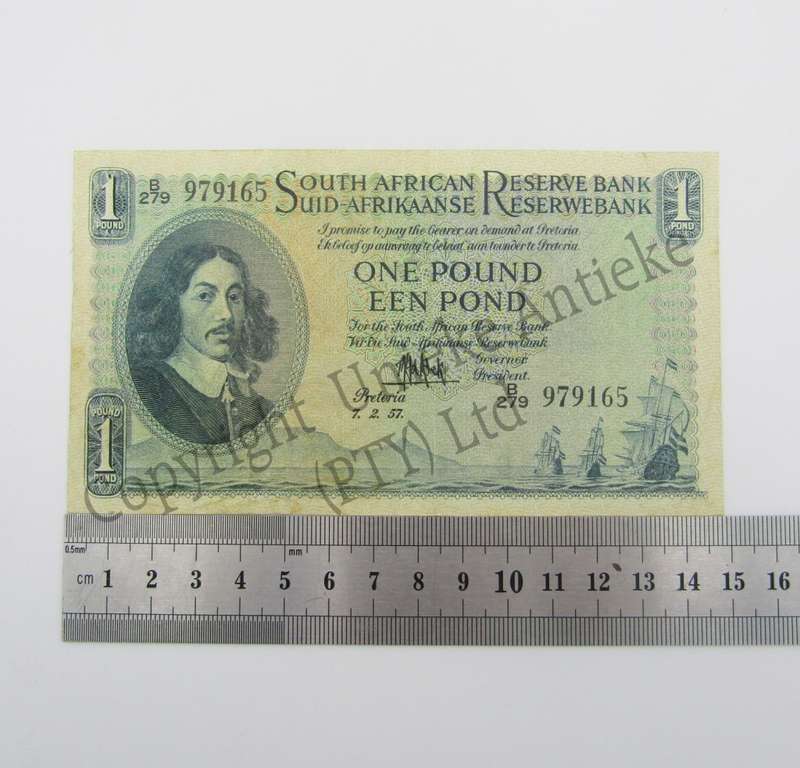 1
POUND
B/279 979165
SOUTH AFRICAN RESERVE BANK
SUID-AFRIKAANSE RESERWEBANK
1
POUND
I promise to pay the bearer on demand at Pretoria
Ek beloof op aanvraag te betaal aan toonder te Pretoria
ONE POUND
EEN POND
For the South African Reserve Bank
Vir Die Suid-Afrikaanse Reserwebank
Governor
President.
Pretoria
7. 2. 57.
B/279 979165
POUND
1
POND
Copyright Unieke Antieke
(PTY) Ltd
0.5mm
mm
cm 1 2 3 4 5 6 7 8 9 10 11 12 13 14 15 16